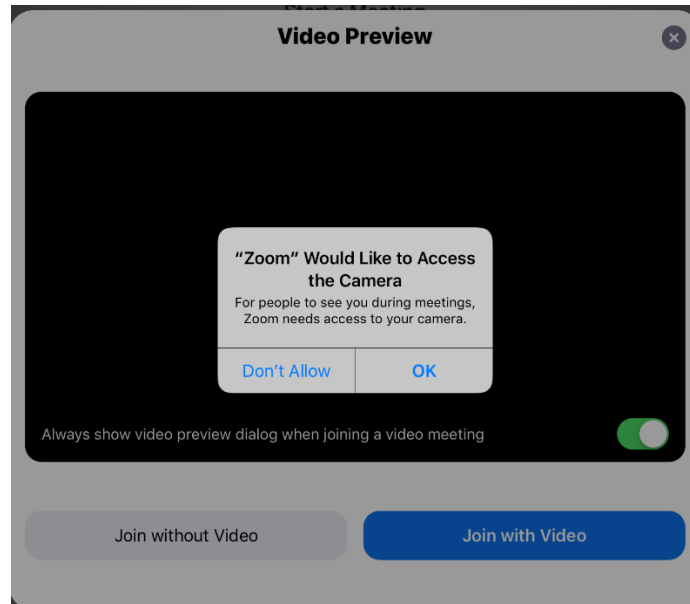 Start a Meeting
Video Preview
“Zoom” Would Like to Access
the Camera
For people to see you during meetings,
Zoom needs access to your camera.
Don’t Allow
OK
Always show video preview dialog when joining a video meeting
Join without Video
Join with Video